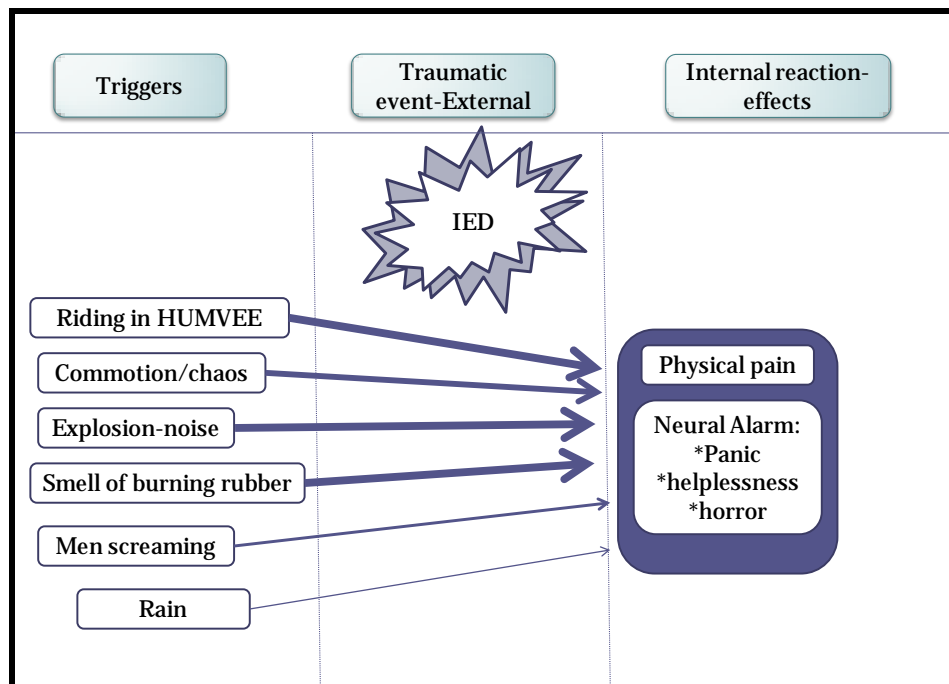 Triggers
Traumatic
event-External
Internal reaction-
effects
IED
Riding in HUMVEE
Commotion/chaos
Explosion-noise
Smell of burning rubber
Men screaming
Rain
Physical pain
Neural Alarm:
*Panic
*helplessness
*horror